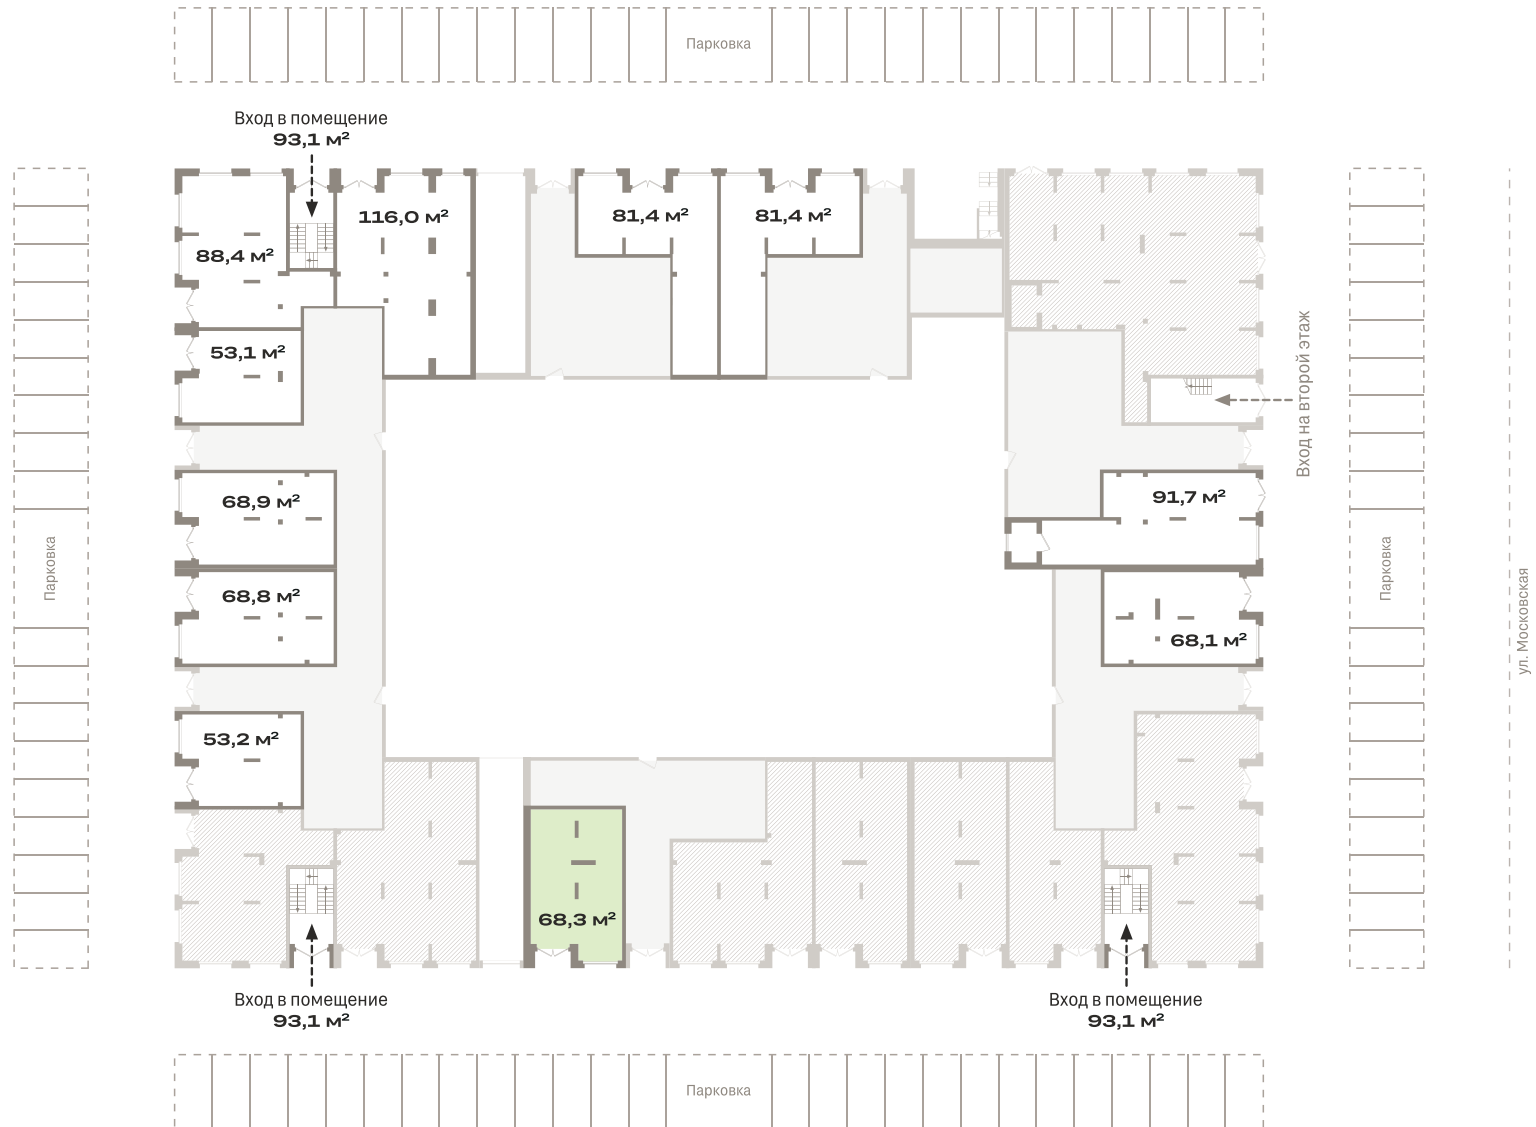 Парковка
Вход в помещение
93,1 м²
116,0 м²
81,4 м²
81,4 м²
88,4 м²
53,1 м²
Вход на второй этаж
68,9 м²
91,7 м²
Парковка
Парковка
68,8 м²
ул. Московская
68,1 м²
53,2 м²
68,3 м²
Вход в помещение
93,1 м²
Вход в помещение
93,1 м²
Парковка